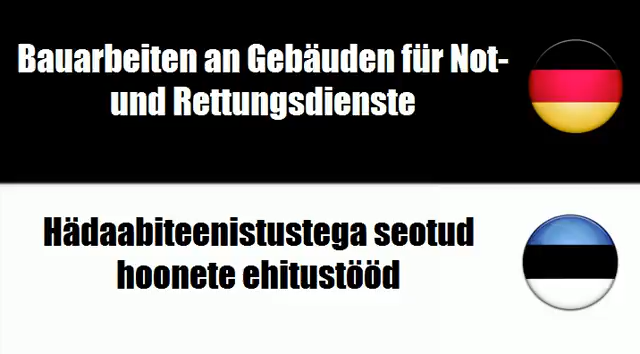 Bauarbeiten an Gebäuden für Not-
und Rettungsdienste
Hädaabiteenistustega seotud
hoonete ehitustööd